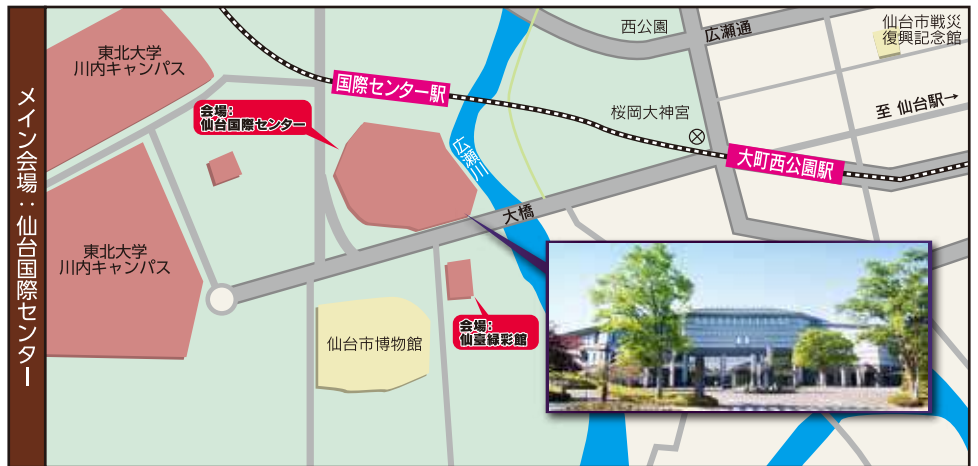 メイン会場：仙台国際センター
東北大学
川内キャンパス
会場：
仙台国際センター
国際センター駅
広瀬川
西公園
広瀬通
仙台市戦災
復興記念館
桜岡大神宮
至 仙台駅→
大町西公園駅
大橋
東北大学
川内キャンパス
仙台市博物館
会場：
仙臺緑彩館